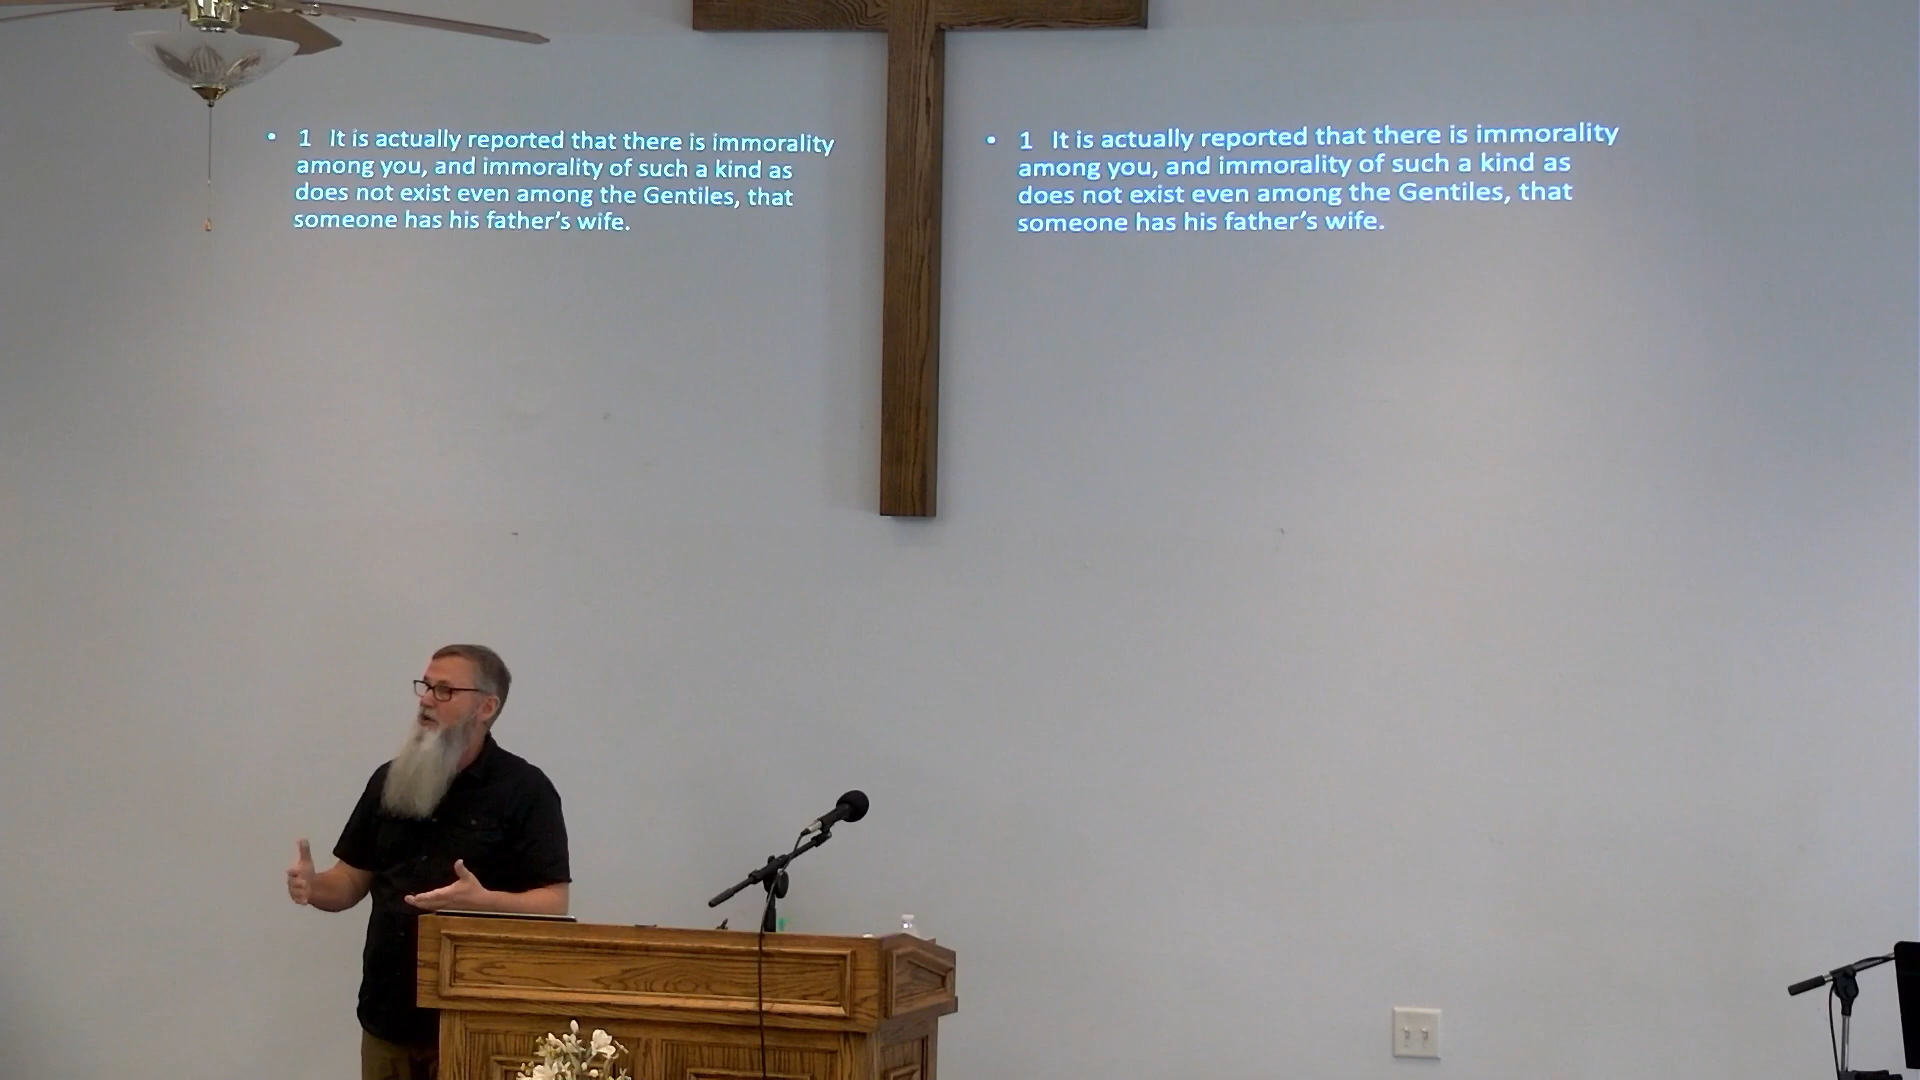 • 1 It is actually reported that there is immorality
among you, and immorality of such a kind as
does not exist even among the Gentiles, that
someone has his father’s wife.
• 1 It is actually reported that there is immorality
among you, and immorality of such a kind as
does not exist even among the Gentiles, that
someone has his father’s wife.